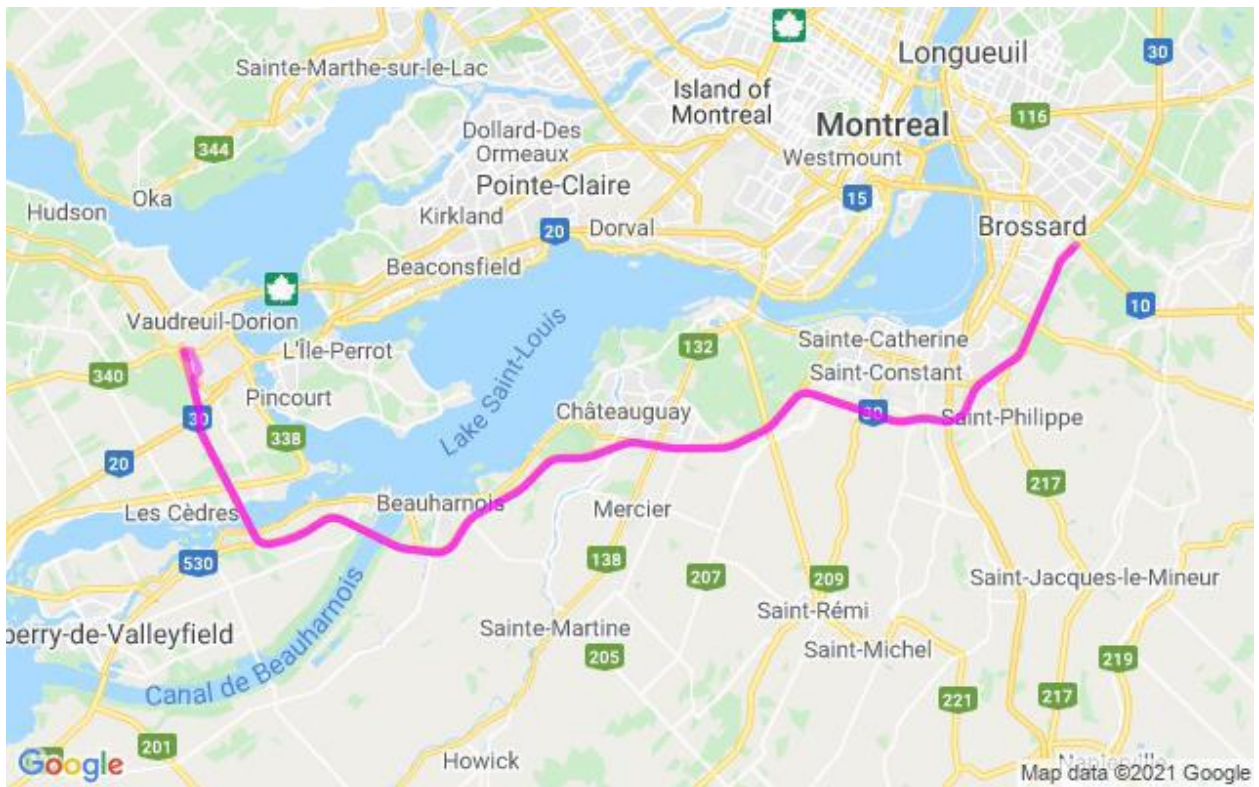 Sainte-Marthe-sur-le-Lac
Longueuil
30
Island of
Montreal
116
Montreal
344
Dollard-Des
Ormeaux
Westmount
Pointe-Claire
15
Oka
Hudson
Kirkland
20
Dorval
Brossard
Beaconsfield
10
Vaudreuil-Dorion
L'Île-Perrot
132
Sainte-Catherine
340
Saint-Constant
Pincourt
Lake Saint-Louis
Châteauguay
30
30
Saint-Philippe
338
20
217
Beauharnois
Les Cèdres
Mercier
530
138
207
209
Saint-Jacques-le-Mineur
Saint-Rémi
Sainte-Martine
berry-de-Valleyfield
205
Saint-Michel
219
Canal de Beauharnois
221
217
201
Howick
Napierville
Google
Map data ©2021 Google